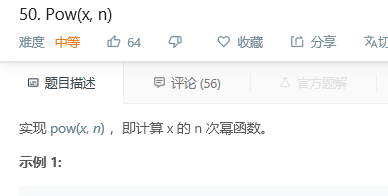 50. Pow(x, n)
难度 中等 64 收藏 分享 切
题目描述 评论 (56) 官方题解
实现 pow(x, n) ，即计算 x 的 n 次幂函数。
示例 1: